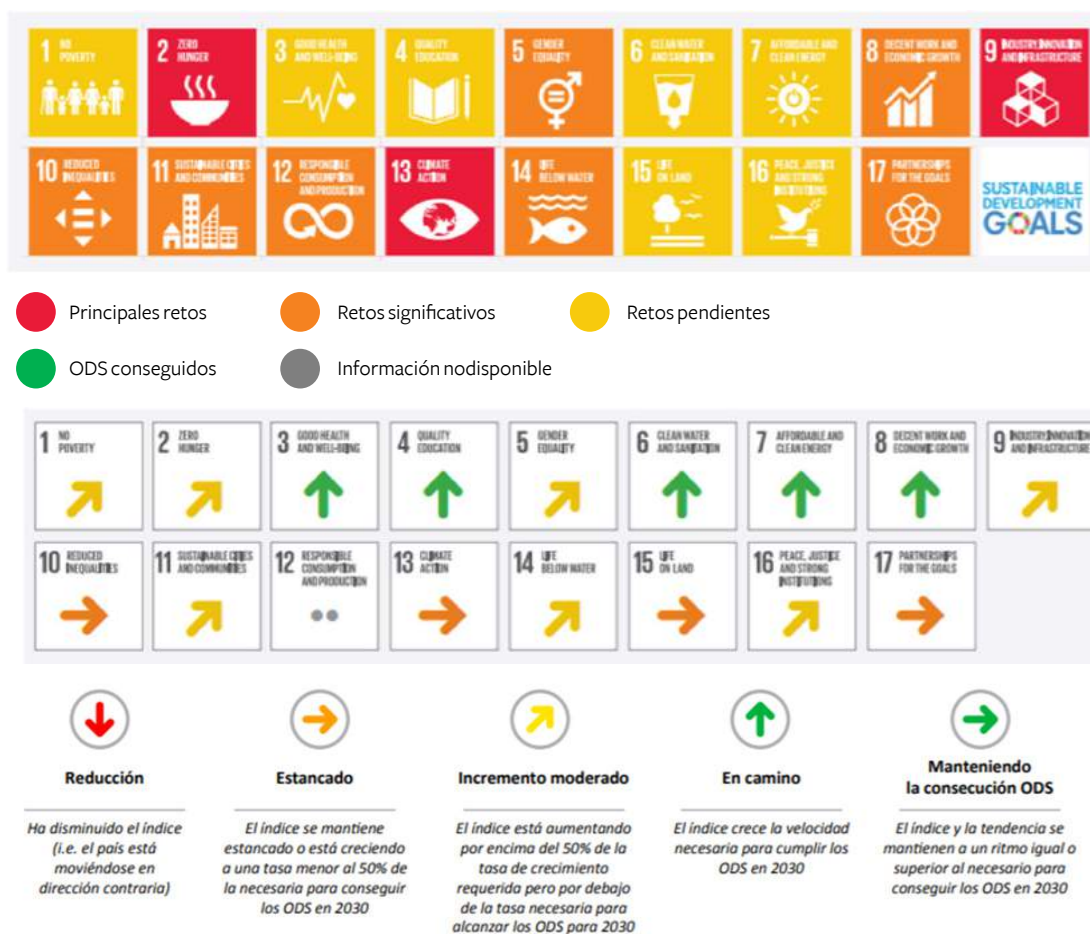 1 NO
POVERTY
2 ZERO
HUNGER
3 GOOD HEALTH
AND WELL-BEING
4 QUALITY
EDUCATION
5 GENDER
EQUALITY
6 CLEAN WATER
AND SANITATION
7 AFFORDABLE AND
CLEAN ENERGY
8 DECENT WORK AND
ECONOMIC GROWTH
9 INDUSTRY, INNOVATION
AND INFRASTRUCTURE
10 REDUCED
INEQUALITIES
11 SUSTAINABLE CITIES
AND COMMUNITIES
12 RESPONSIBLE
CONSUMPTION
AND PRODUCTION
13 CLIMATE
ACTION
14 LIFE
BELOW WATER
15 LIFE
ON LAND
16 PEACE, JUSTICE
AND STRONG
INSTITUTIONS
17 PARTNERSHIPS
FOR THE GOALS
SUSTAINABLE
DEVELOPMENT
GOALS
Principales retos
Retos significativos
Retos pendientes
ODS conseguidos
Información nodisponible
1 NO
POVERTY
2 ZERO
HUNGER
3 GOOD HEALTH
AND WELL-BEING
4 QUALITY
EDUCATION
5 GENDER
EQUALITY
6 CLEAN WATER
AND SANITATION
7 AFFORDABLE AND
CLEAN ENERGY
8 DECENT WORK AND
ECONOMIC GROWTH
9 INDUSTRY, INNOVATION
AND INFRASTRUCTURE
10 REDUCED
INEQUALITIES
11 SUSTAINABLE CITIES
AND COMMUNITIES
12 RESPONSIBLE
CONSUMPTION
AND PRODUCTION
13 CLIMATE
ACTION
14 LIFE
BELOW WATER
15 LIFE
ON LAND
16 PEACE, JUSTICE
AND STRONG
INSTITUTIONS
17 PARTNERSHIPS
FOR THE GOALS
Reducción
Ha disminuido el índice
(i.e. el país está
moviéndose en
dirección contraria)
Estancado
El índice se mantiene
estancado o está creciendo
a una tasa menor al 50% de
la necesaria para conseguir
los ODS en 2030
Incremento moderado
El índice está aumentando
por encima del 50% de la
tasa de crecimiento
requerida pero por debajo
de la tasa necesaria para
alcanzar los ODS para 2030
En camino
El índice crece la velocidad
necesaria para cumplir los
ODS en 2030
Manteniendo
la consecución ODS
El índice y la tendencia se
mantienen a un ritmo igual o
superior al necesario para
conseguir los ODS en 2030